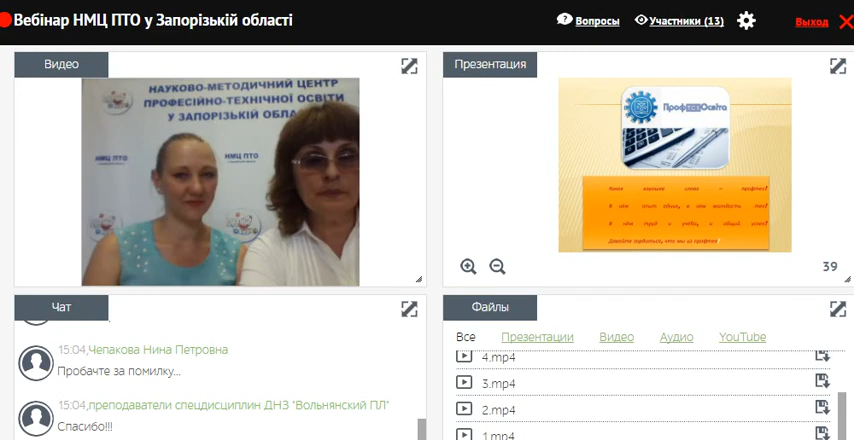 Вебінар НМЦ ПТО у Запорізькій області
Вопросы
Участники (13)
Выход
Видео
НАУКОВО-МЕТОДИЧНИЙ ЦЕНТР
ПРОФЕСІЙНО-ТЕХНІЧНОЇ ОСВІТИ
У ЗАПОРІЗЬКІЙ ОБЛА
НМЦ ПТО
НМЦ ПТО
Презентация
ПрофТехОсвіта
39
Чат
15:04,Чепакова Нина Петровна
Пробачте за помилку...
15:04,преподаватели спецдисциплин ДНЗ "Вольнянский ПЛ"
Спасибо!!!
Файлы
Все Презентации Видео Аудио YouTube
4.mp4
3.mp4
2.mp4
1.mp4